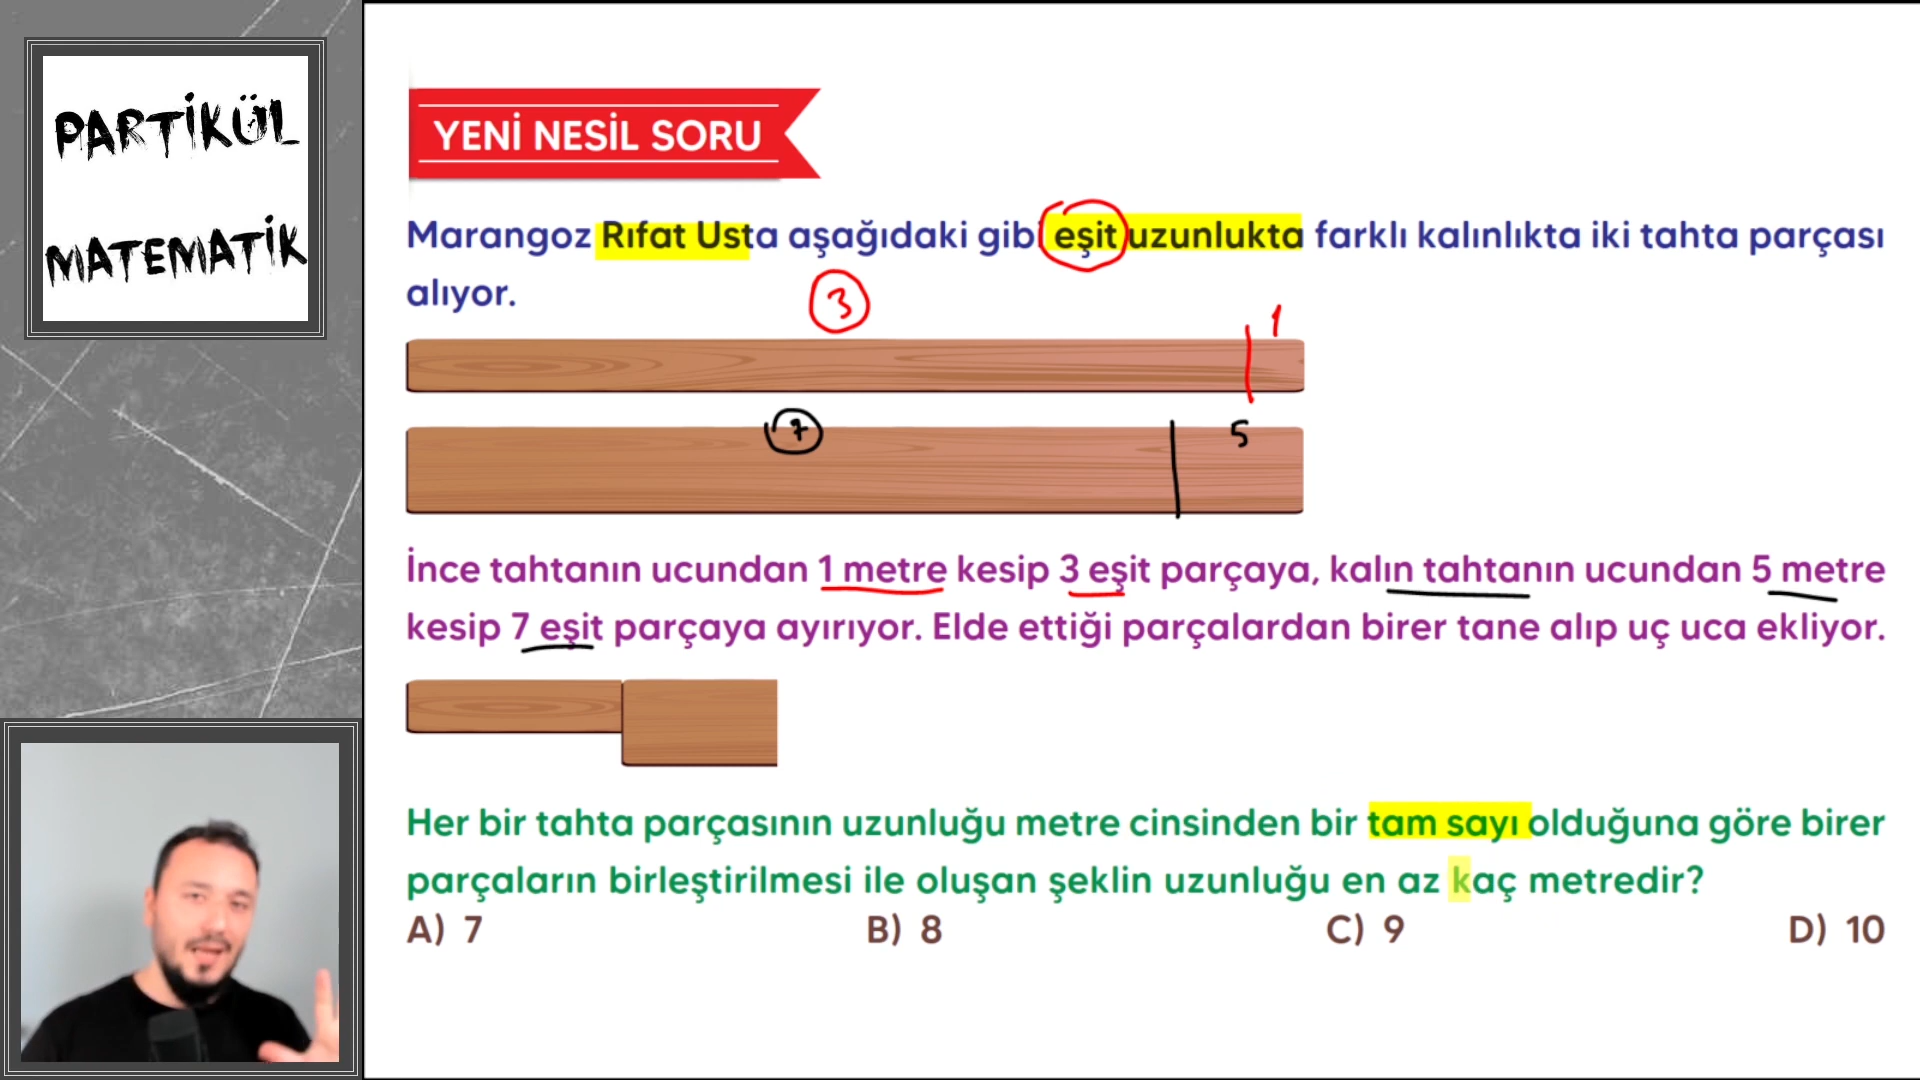 PARTİKÜL
MATEMATİK
YENİ NESİL SORU
Marangoz Rıfat Usta aşağıdaki gibi eşit uzunlukta farklı kalınlıkta iki tahta parçası
alıyor.
3
1
7
5
İnce tahtanın ucundan 1 metre kesip 3 eşit parçaya, kalın tahtanın ucundan 5 metre
kesip 7 eşit parçaya ayırıyor. Elde ettiği parçalardan birer tane alıp uç uca ekliyor.
Her bir tahta parçasının uzunluğu metre cinsinden bir tam sayı olduğuna göre birer
parçaların birleştirilmesi ile oluşan şeklin uzunluğu en az kaç metredir?
A) 7 B) 8 C) 9 D) 10